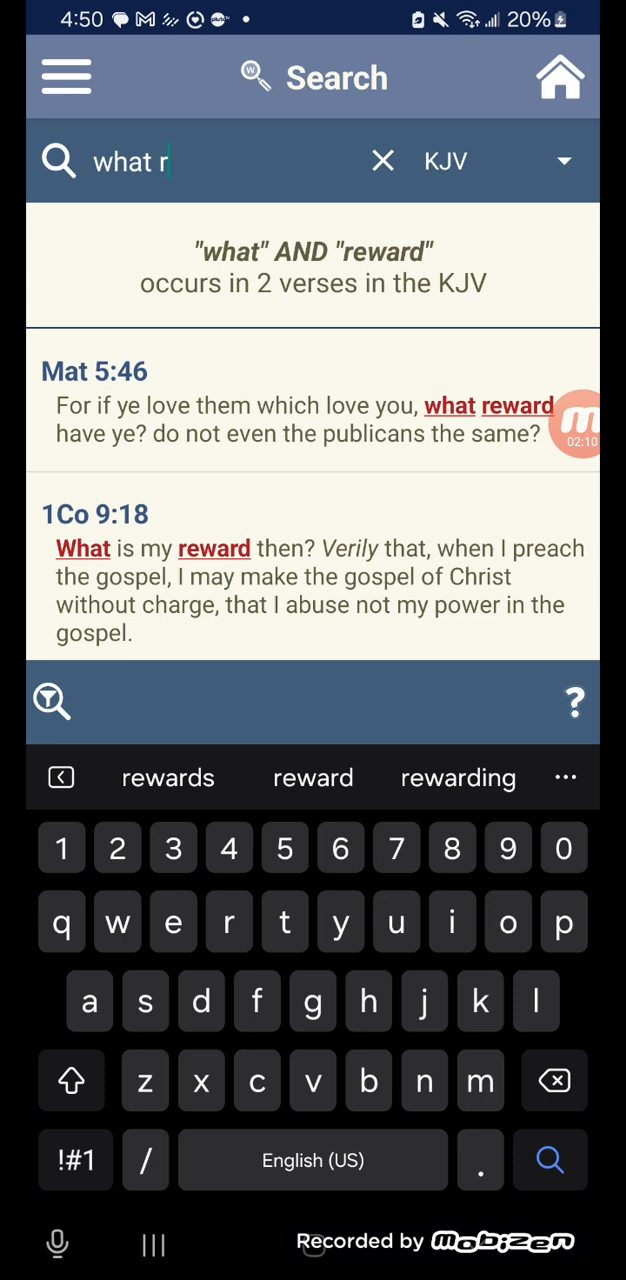 4:50 20%
W Search
what r KJV
"what" AND "reward"
occurs in 2 verses in the KJV
Mat 5:46
For if ye love them which love you, what reward
have ye? do not even the publicans the same?
m
02:10
1Co 9:18
What is my reward then? Verily that, when I preach
the gospel, I may make the gospel of Christ
without charge, that I abuse not my power in the
gospel.
?
rewards reward rewarding ...
1 2 3 4 5 6 7 8 9 0
q w e r t y u i o p
a s d f g h j k l
z x c v b n m
!#1 / English (US) .
Recorded by mobizen